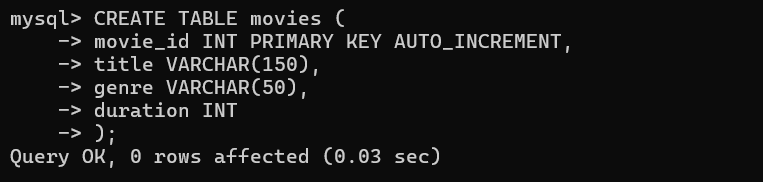 mysql> CREATE TABLE movies (
    -> movie_id INT PRIMARY KEY AUTO_INCREMENT,
    -> title VARCHAR(150),
    -> genre VARCHAR(50),
    -> duration INT
    -> );
Query OK, 0 rows affected (0.03 sec)